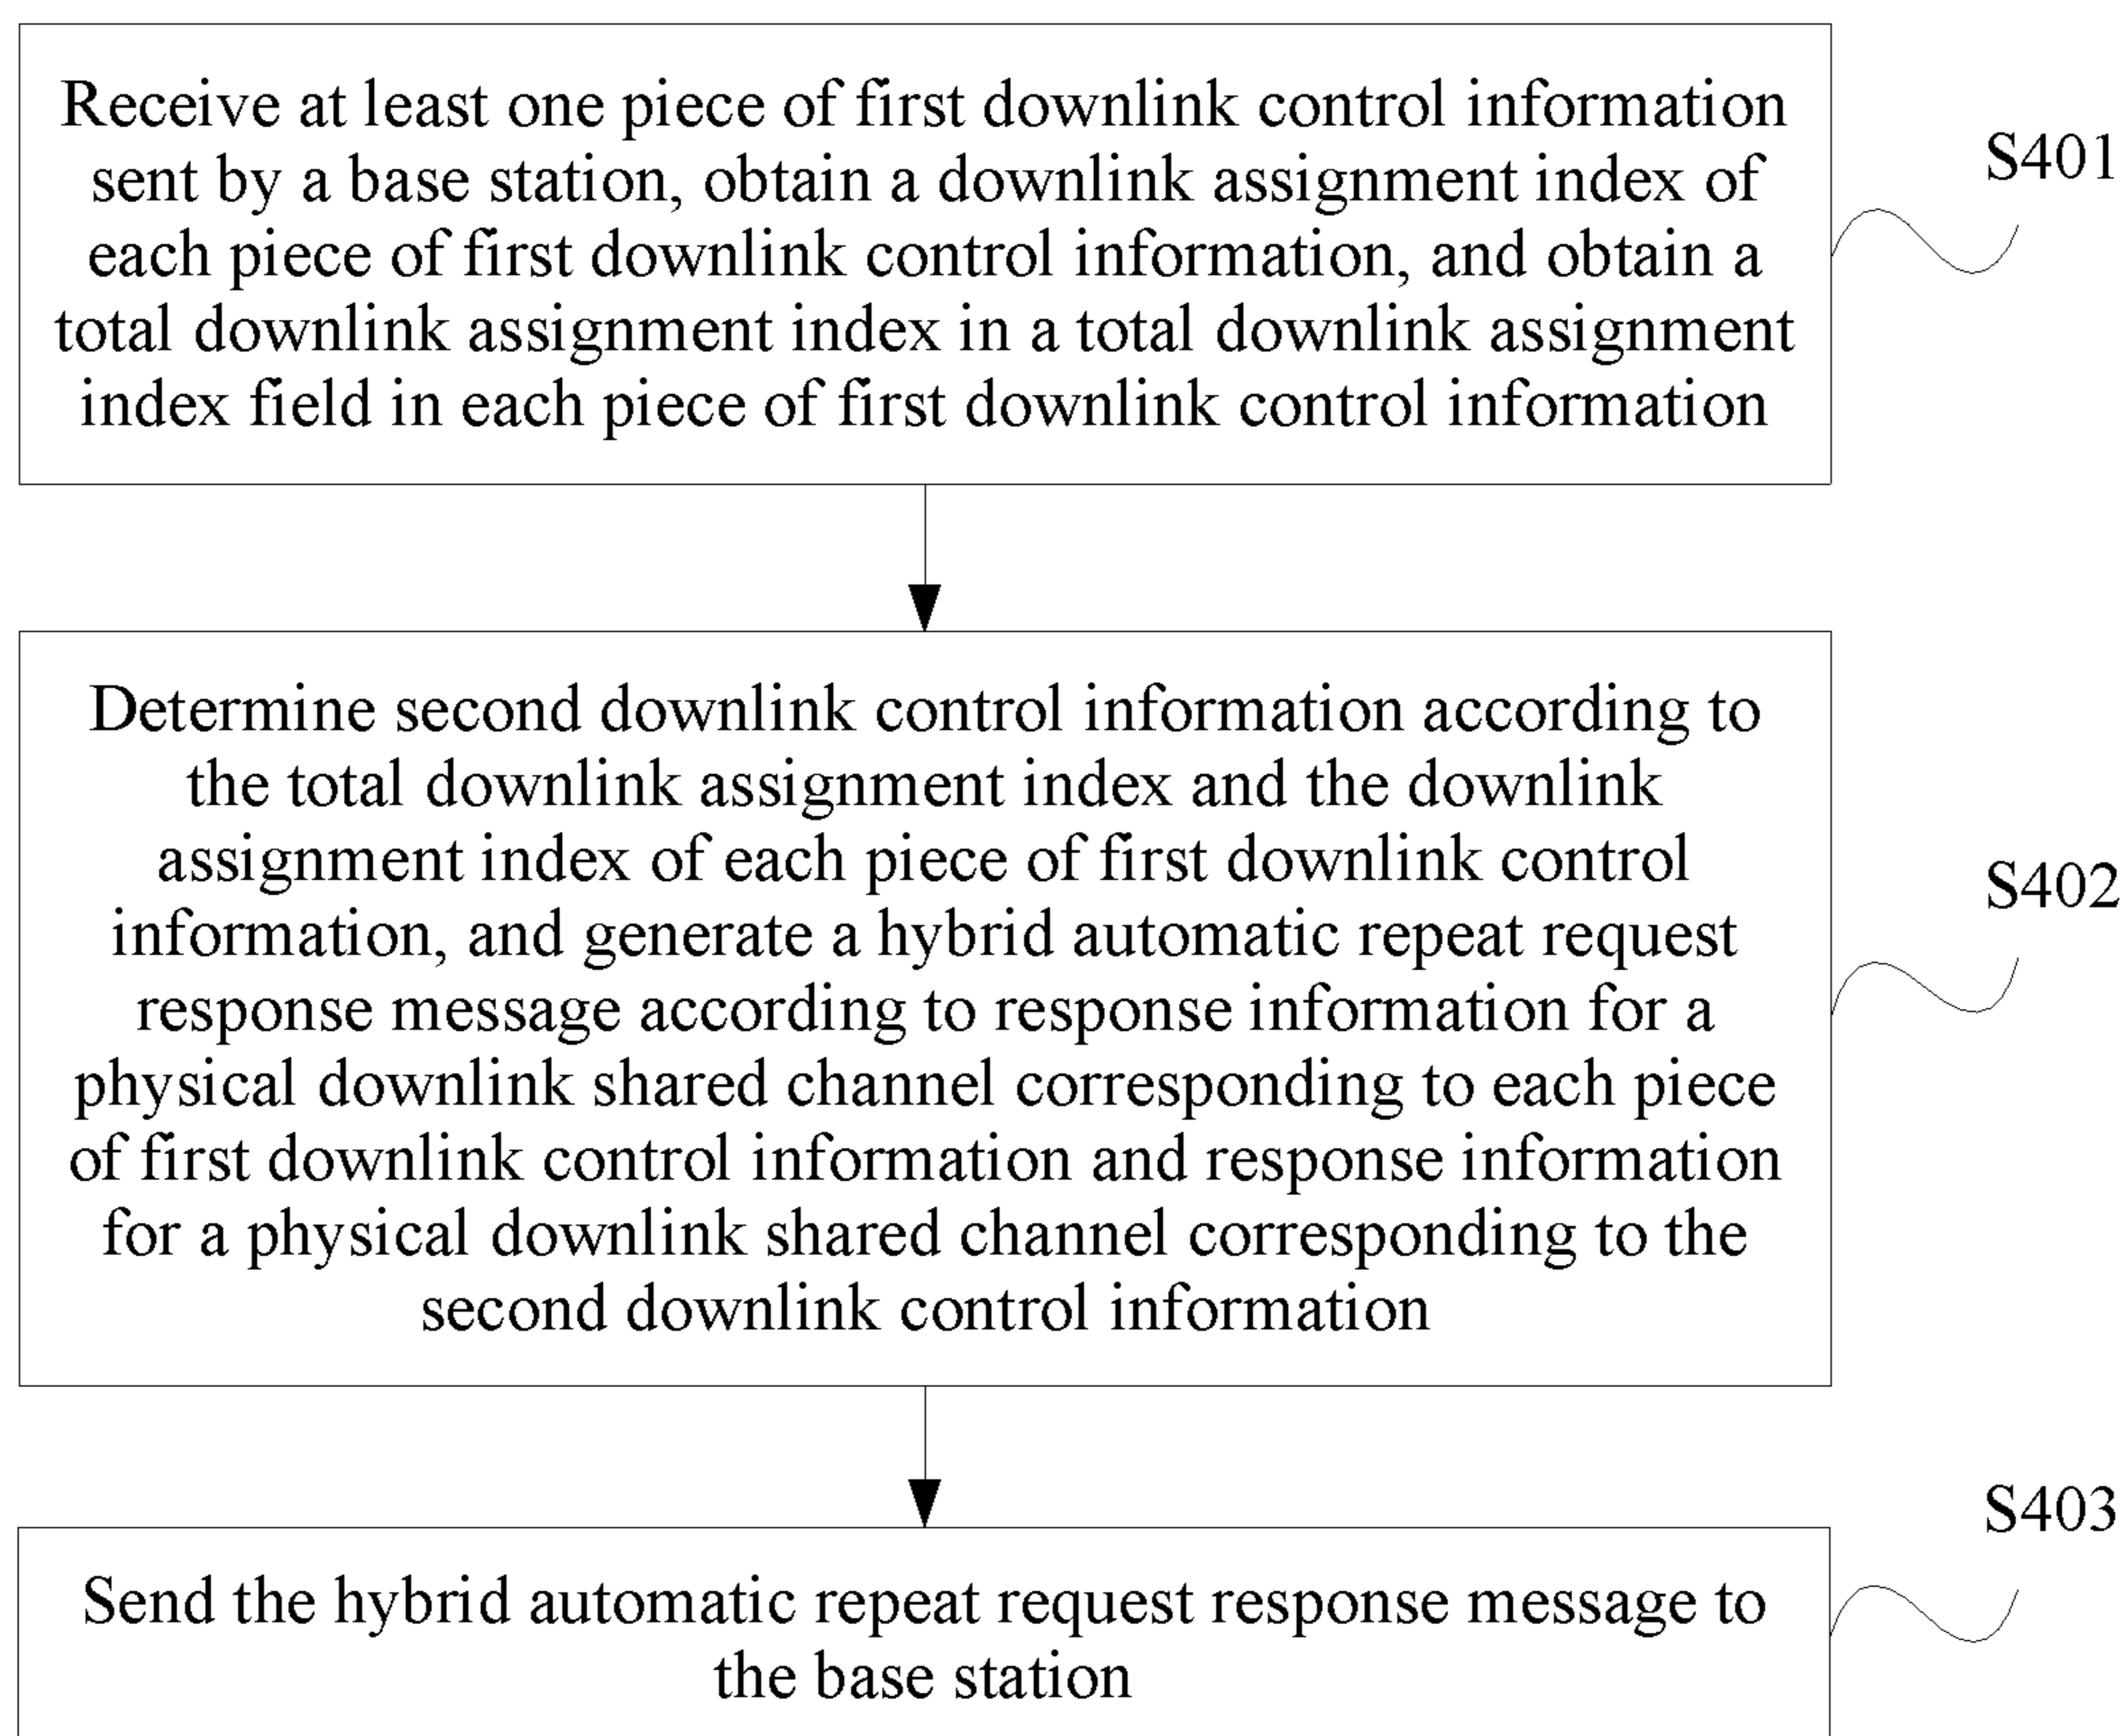 Receive at least one piece of first downlink control information
sent by a base station, obtain a downlink assignment index of
each piece of first downlink control information, and obtain a
total downlink assignment index in a total downlink assignment
index field in each piece of first downlink control information
S401
Determine second downlink control information according to
the total downlink assignment index and the downlink
assignment index of each piece of first downlink control
information, and generate a hybrid automatic repeat request
response message according to response information for a
physical downlink shared channel corresponding to each piece
of first downlink control information and response information
for a physical downlink shared channel corresponding to the
second downlink control information
S402
Send the hybrid automatic repeat request response message to
the base station
S403